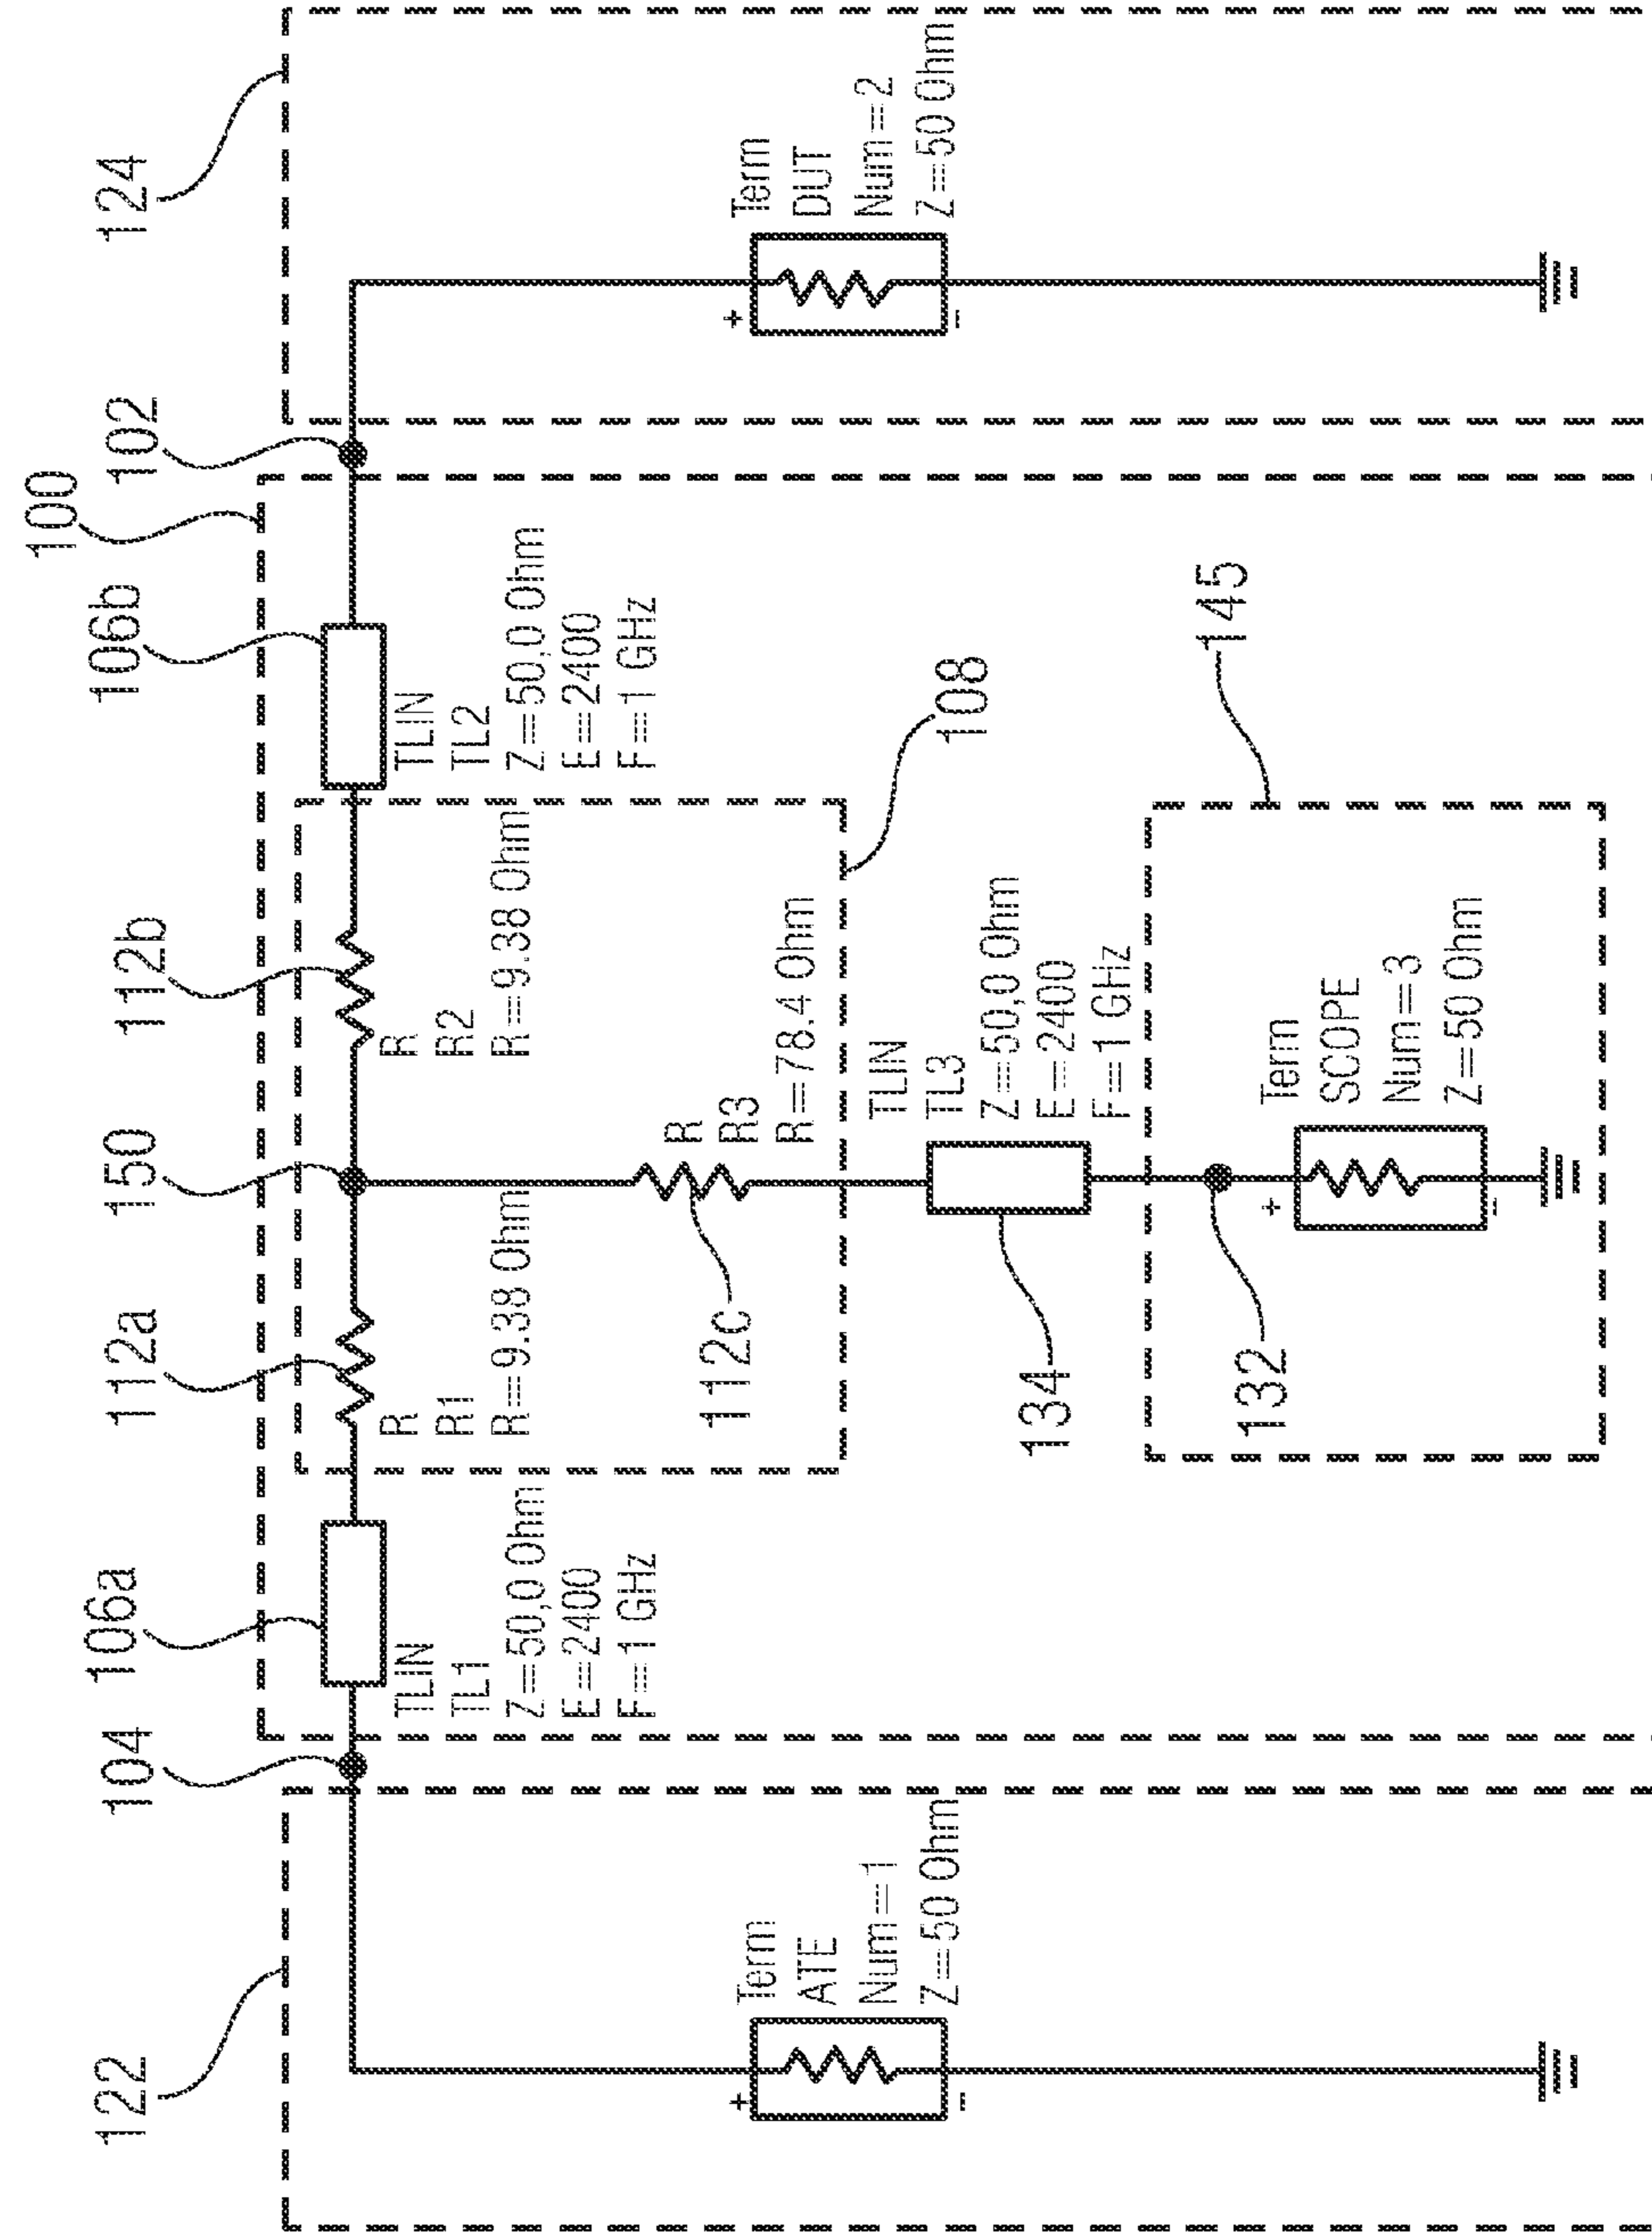 100
122
104
106a
112a
150
112b
106b
102
124
TLIN
TL1
Z=50,0 Ohm
E=2400
F=1 GHz
R
R1
R=9.38 Ohm
R
R2
R=9.38 Ohm
TLIN
TL2
Z=50,0 Ohm
E=2400
F=1 GHz
+
Term
ATE
Num=1
Z=50 Ohm
-
112c
R
R3
R=78.4 Ohm
108
+
Term
DUT
Num=2
Z=50 Ohm
-
134
TLIN
TL3
Z=50,0 Ohm
E=2400
F=1 GHz
145
132
+
Term
SCOPE
Num=3
Z=50 Ohm
-